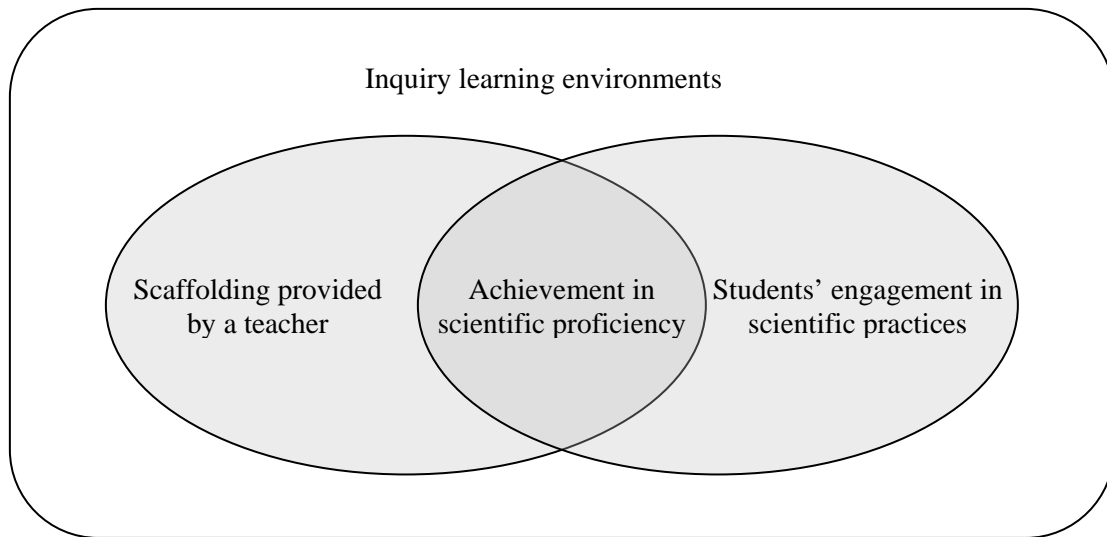 Inquiry learning environments
Scaffolding provided
by a teacher
Achievement in
scientific proficiency
Students’ engagement in
scientific practices